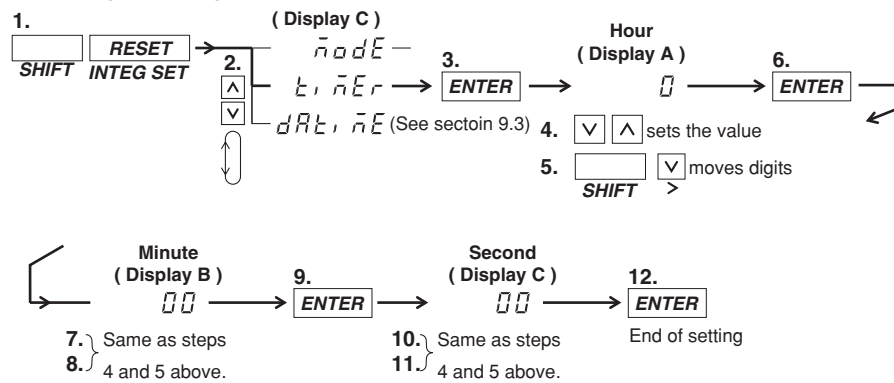 1.
( Display C )
RESET
SHIFT
INTEG SET
2.
modE
timEr
dAtimE (See sectoin 9.3)
3.
ENTER
Hour
( Display A )
0
4. sets the value
5. moves digits
SHIFT >
6.
ENTER
Minute
( Display B )
00
7. Same as steps
8. 4 and 5 above.
9.
ENTER
Second
( Display C )
00
10. Same as steps
11. 4 and 5 above.
12.
ENTER
End of setting